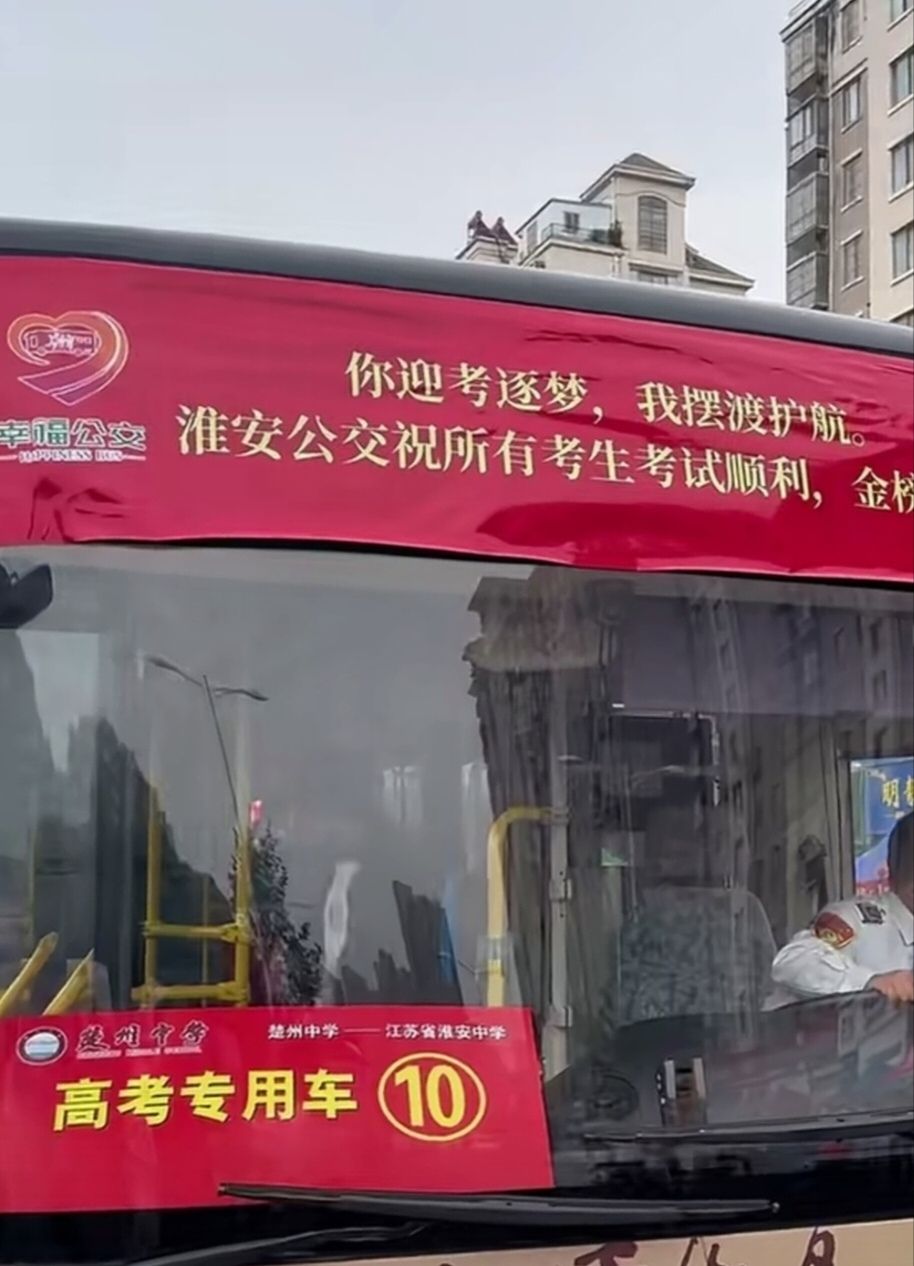 你迎考逐梦，我摆渡护航。
幸福公交
HAPPINESS BUS
淮安公交祝所有考生考试顺利，金榜
楚州中学
楚州中学——江苏省淮安中学
高考专用车 10
明